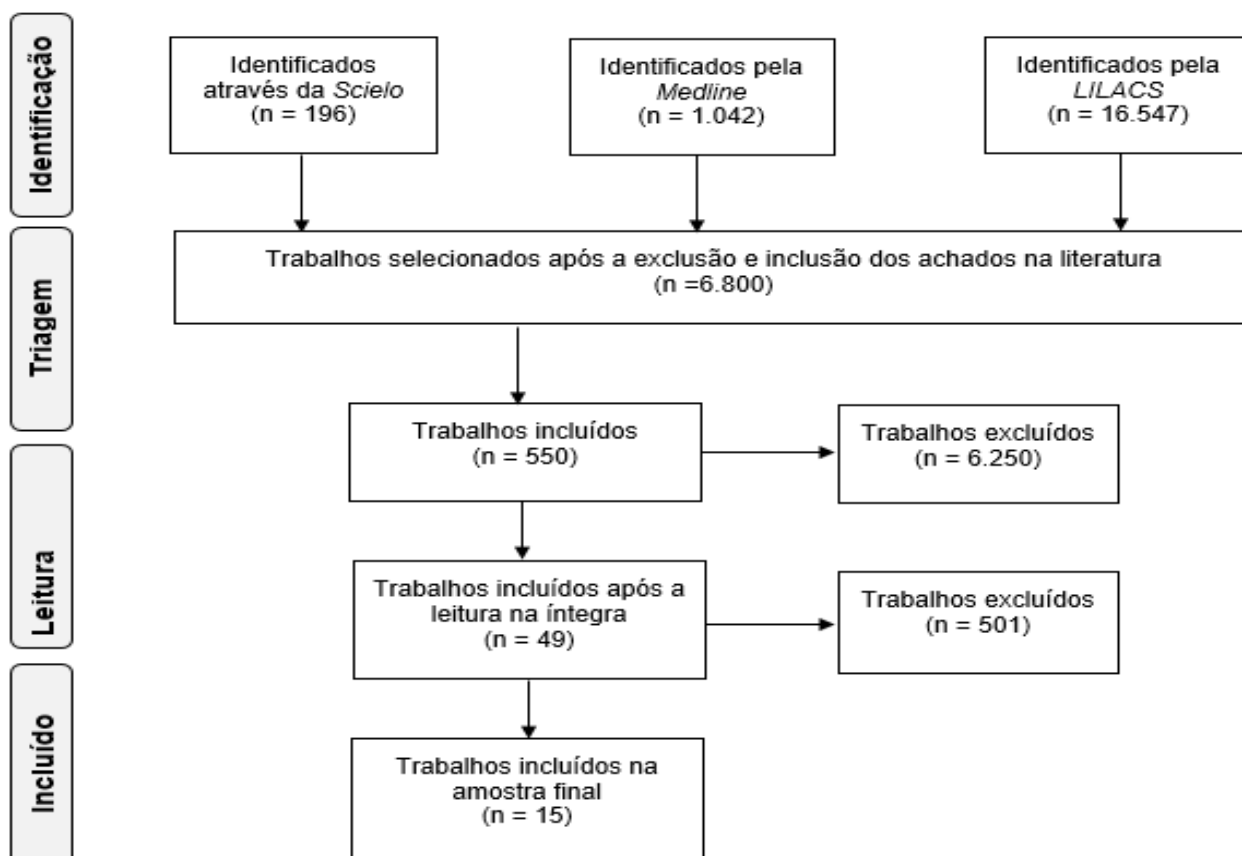 Identificação
Identificados
através da Scielo
(n = 196)
Identificados pela
Medline
(n = 1.042)
Identificados pela
LILACS
(n = 16.547)
Triagem
Trabalhos selecionados após a exclusão e inclusão dos achados na literatura
(n =6.800)
Trabalhos incluídos
(n = 550)
Trabalhos excluídos
(n = 6.250)
Leitura
Trabalhos incluídos após a
leitura na íntegra
(n = 49)
Trabalhos excluídos
(n = 501)
Incluído
Trabalhos incluídos na
amostra final
(n = 15)